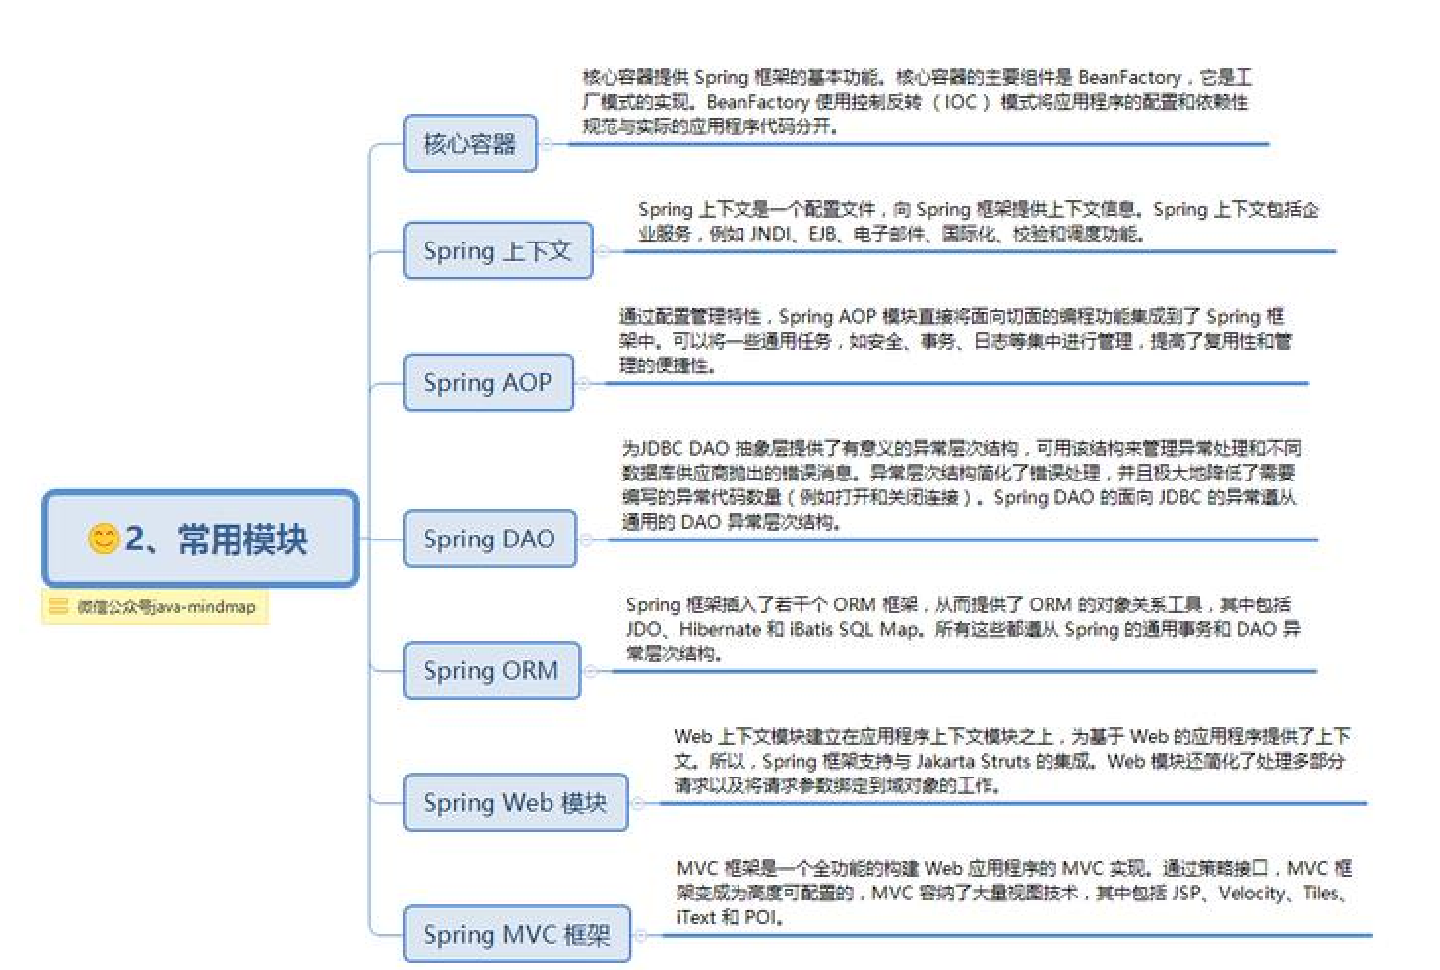 核心容器提供 Spring 框架的基本功能。核心容器的主要组件是 BeanFactory，它是工
厂模式的实现。BeanFactory 使用控制反转（IOC）模式将应用程序的配置和依赖性
规范与实际的应用程序代码分开。
核心容器
Spring 上下文是一个配置文件，向 Spring 框架提供上下文信息。Spring 上下文包括企
业服务，例如 JNDI、EJB、电子邮件、国际化、校验和调度功能。
Spring 上下文
通过配置管理特性，Spring AOP 模块直接将面向切面的编程功能集成到了 Spring 框
架中。可以将一些通用任务，如安全、事务、日志等集中进行管理，提高了复用性和管
理的便捷性。
Spring AOP
为JDBC DAO 抽象层提供了有意义的异常层次结构，可用该结构来管理异常处理和不同
数据库供应商抛出的错误消息。异常层次结构简化了错误处理，并且极大地降低了需要
编写的异常代码数量（例如打开和关闭连接）。Spring DAO 的面向 JDBC 的异常遵从
通用的 DAO 异常层次结构。
Spring DAO
😊2、常用模块
微信公众号java-mindmap
Spring 框架插入了若干个 ORM 框架，从而提供了 ORM 的对象关系工具，其中包括
JDO、Hibernate 和 iBatis SQL Map。所有这些都遵从 Spring 的通用事务和 DAO 异
常层次结构。
Spring ORM
Web 上下文模块建立在应用程序上下文模块之上，为基于 Web 的应用程序提供了上下
文。所以，Spring 框架支持与 Jakarta Struts 的集成。Web 模块还简化了处理多部分
请求以及将请求参数绑定到域对象的工作。
Spring Web 模块
MVC 框架是一个全功能的构建 Web 应用程序的 MVC 实现。通过策略接口，MVC 框
架变成为高度可配置的，MVC 容纳了大量视图技术，其中包括 JSP、Velocity、Tiles、
iText 和 POI。
Spring MVC 框架